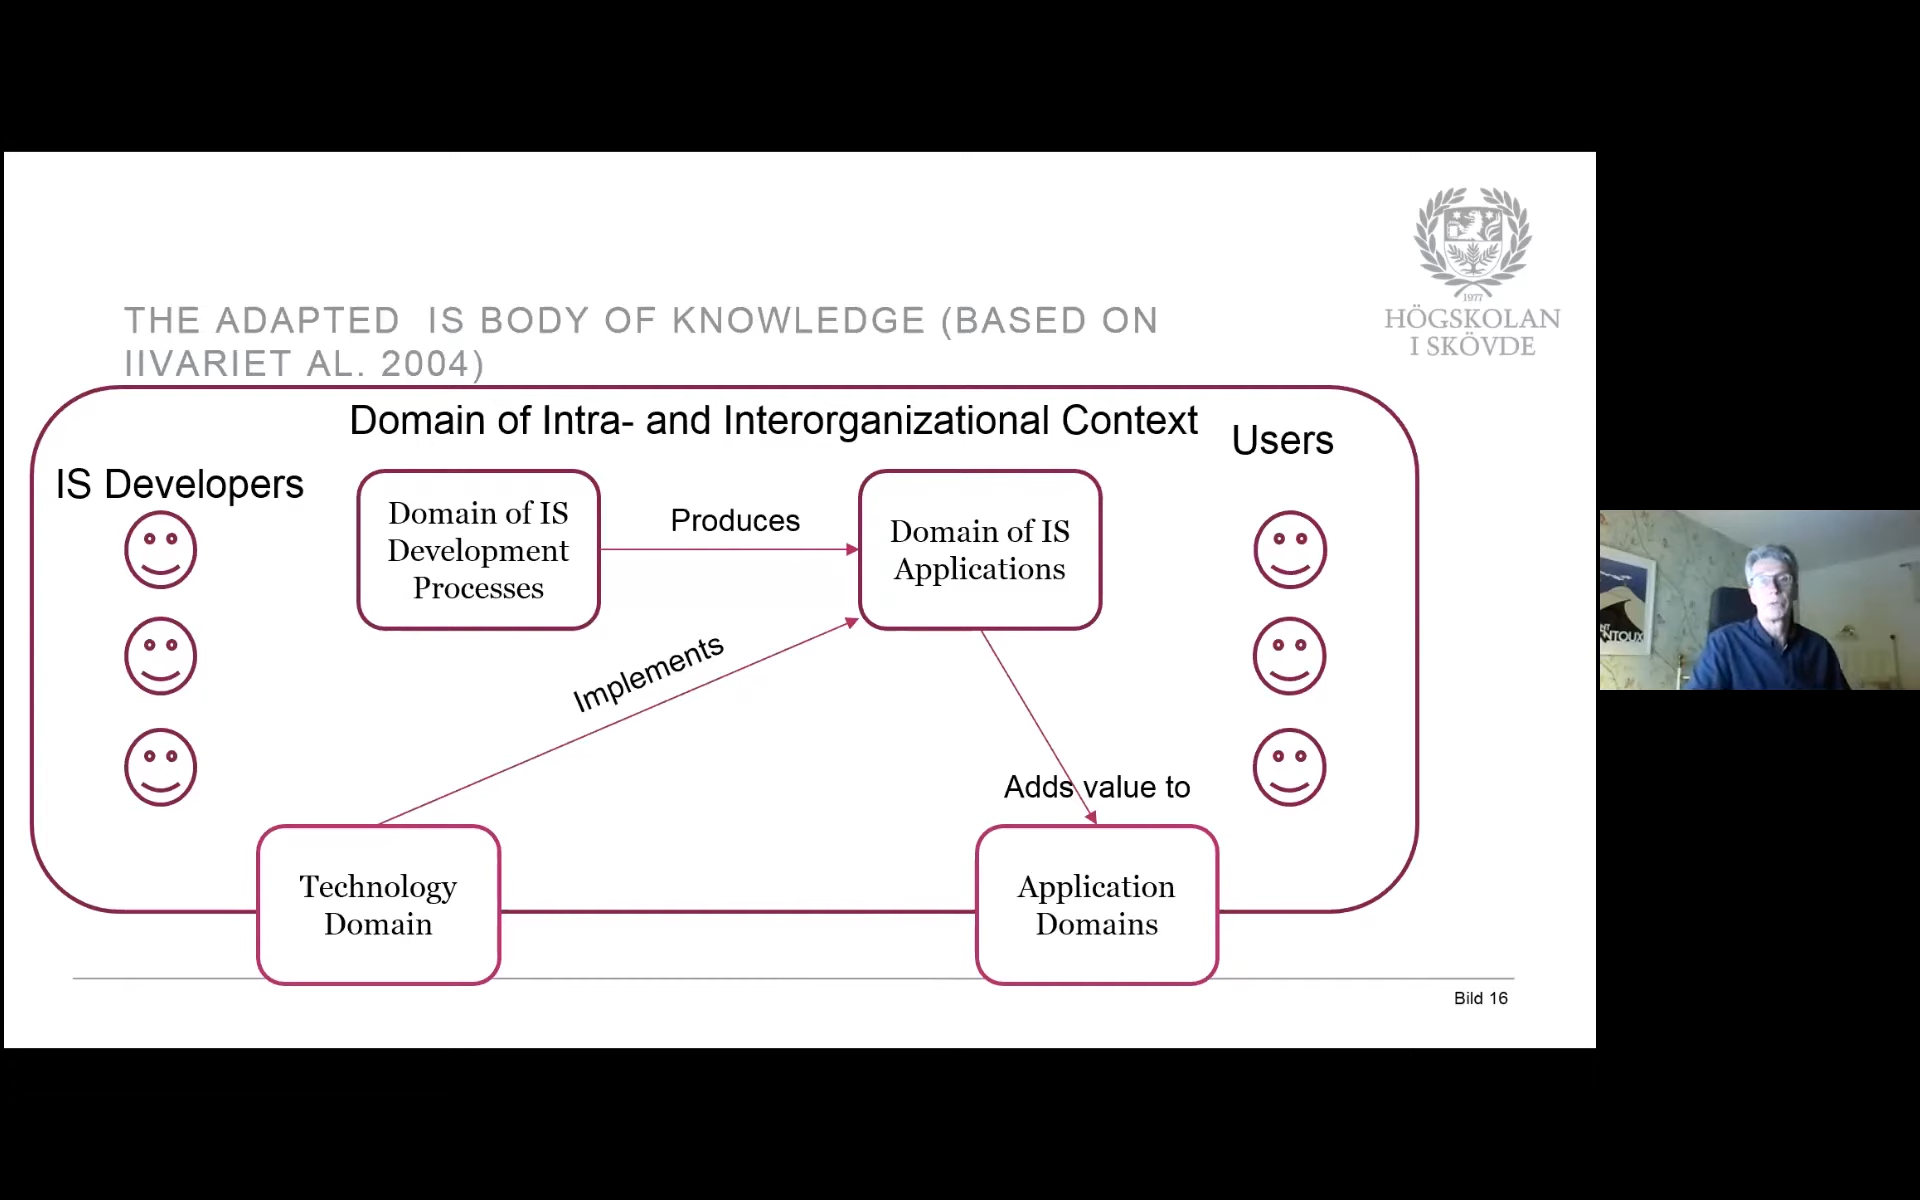 1977
HÖGSKOLAN
I SKÖVDE
THE ADAPTED IS BODY OF KNOWLEDGE (BASED ON
IIVARIET AL. 2004)
Domain of Intra- and Interorganizational Context
Users
IS Developers
Domain of IS
Development
Processes
Produces
Domain of IS
Applications
Implements
Adds value to
Technology
Domain
Application
Domains
Bild 16